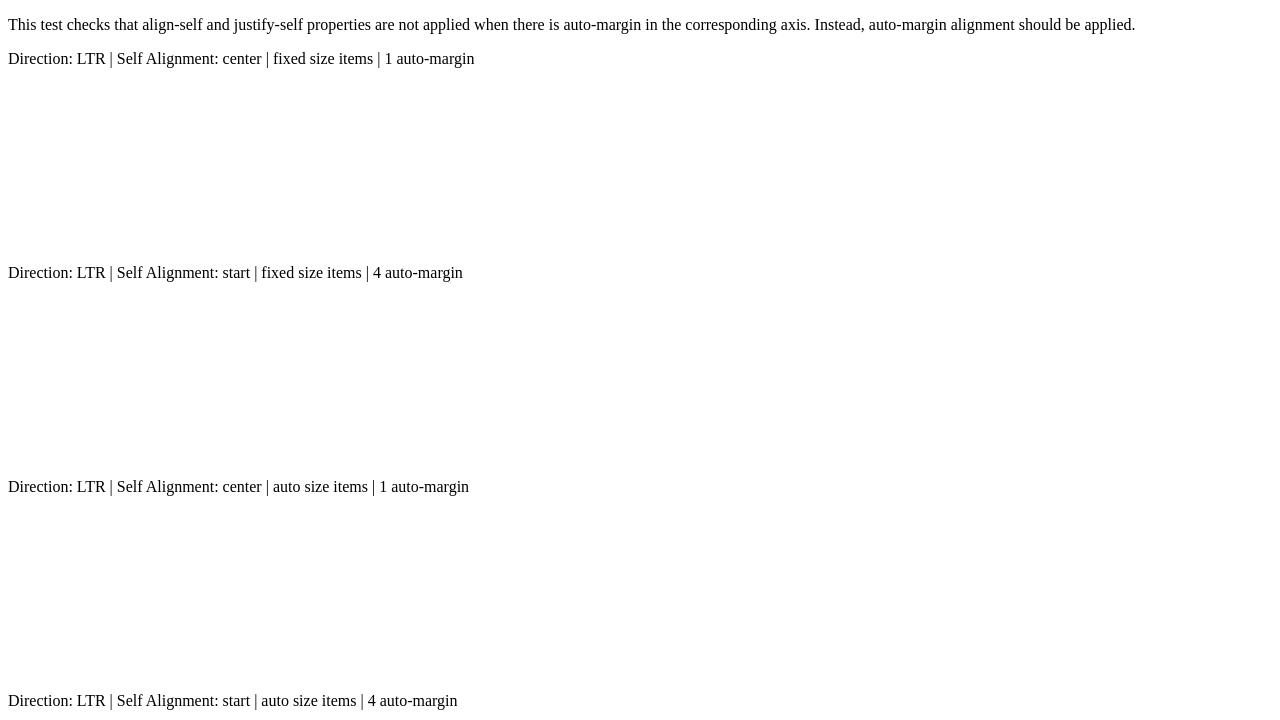 This test checks that align-self and justify-self properties are not applied when there is auto-margin in the corresponding axis. Instead, auto-margin alignment should be applied.
Direction: LTR | Self Alignment: center | fixed size items | 1 auto-margin
Direction: LTR | Self Alignment: start | fixed size items | 4 auto-margin
Direction: LTR | Self Alignment: center | auto size items | 1 auto-margin
Direction: LTR | Self Alignment: start | auto size items | 4 auto-margin